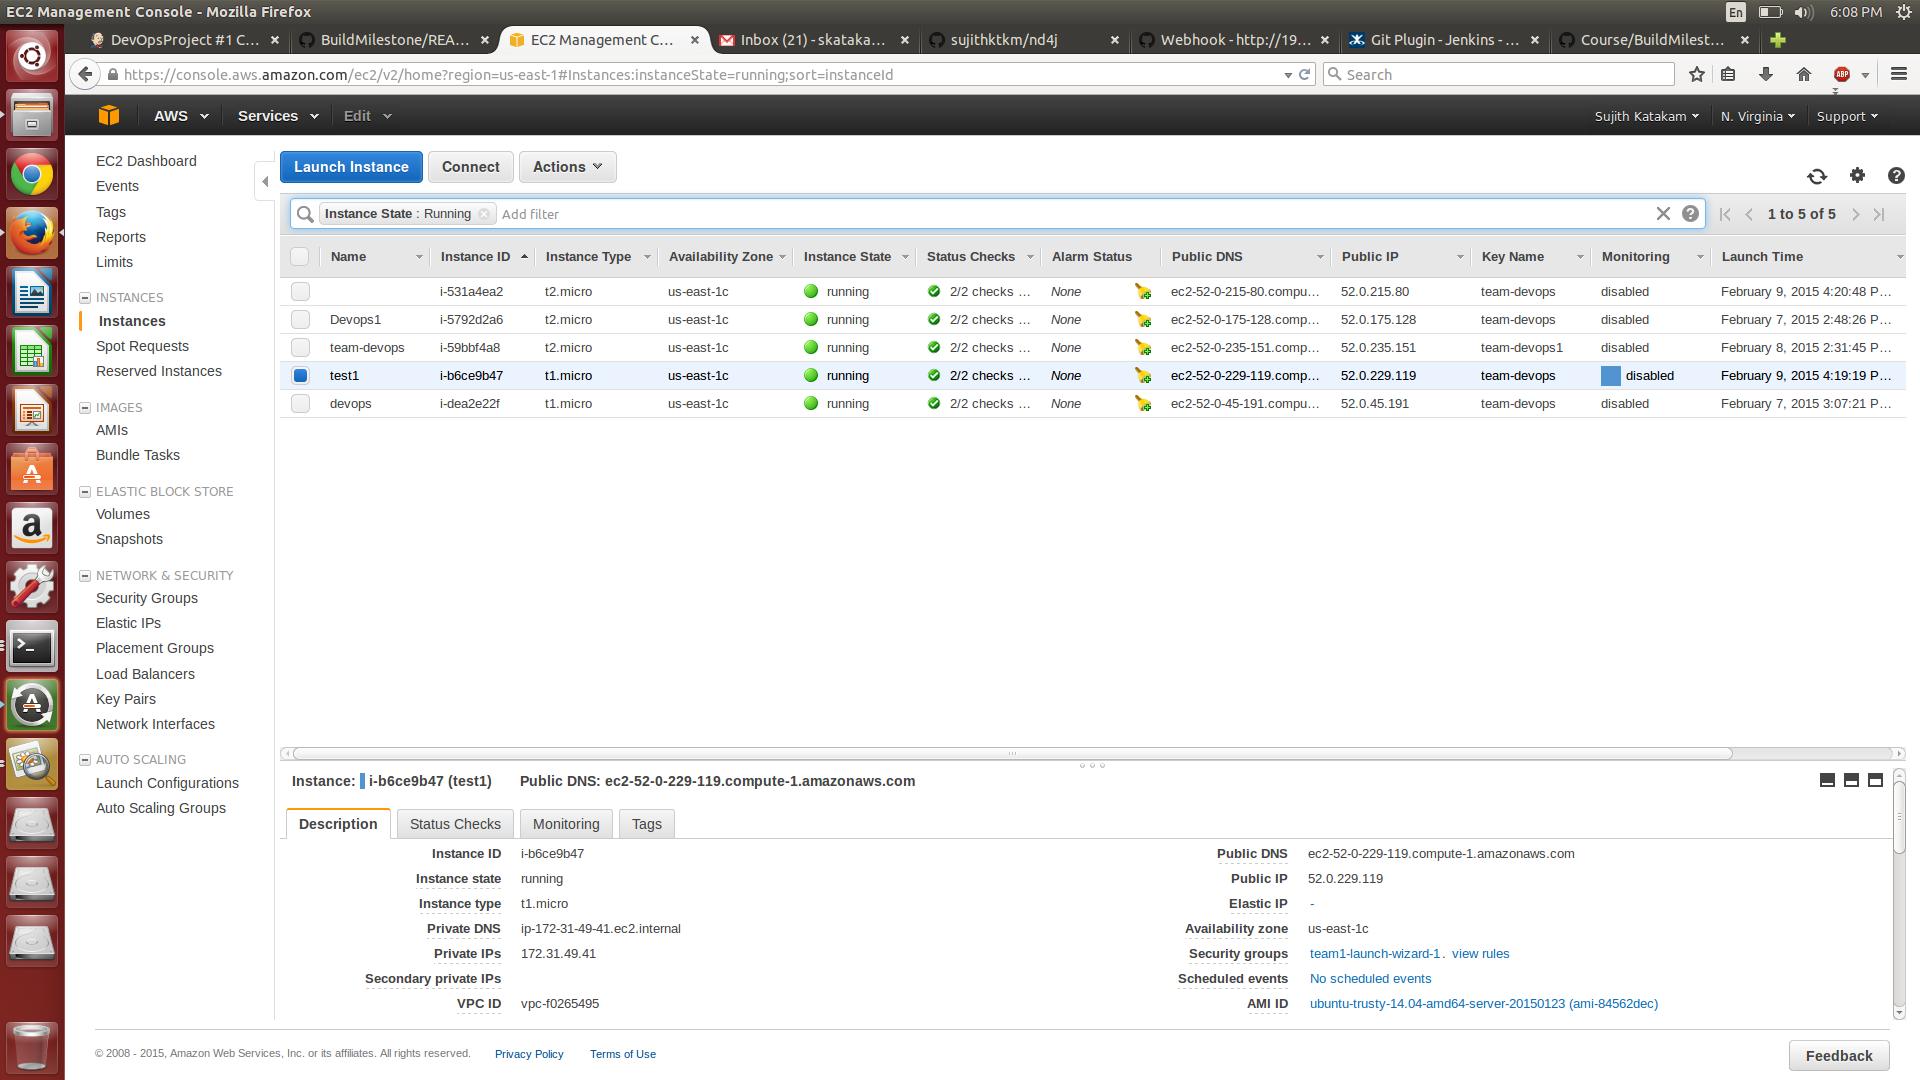 EC2 Management Console - Mozilla Firefox
En
6:08 PM
DevOpsProject #1 C...
BuildMilestone/REA...
EC2 Management C...
Inbox (21) - skataka...
sujithktkm/nd4j
Webhook - http://19...
Git Plugin - Jenkins - ...
Course/BuildMilest...
https://console.aws.amazon.com/ec2/v2/home?region=us-east-1#Instances:instanceState=running;sort=instanceId
Search
ABP
AWS Services Edit
Sujith Katakam N. Virginia Support
EC2 Dashboard
Events
Tags
Reports
Limits
INSTANCES
Instances
Spot Requests
Reserved Instances
IMAGES
AMIs
Bundle Tasks
ELASTIC BLOCK STORE
Volumes
Snapshots
NETWORK & SECURITY
Security Groups
Elastic IPs
Placement Groups
Load Balancers
Key Pairs
Network Interfaces
AUTO SCALING
Launch Configurations
Auto Scaling Groups
Launch Instance Connect Actions
Instance State : Running Add filter
1 to 5 of 5
Name Instance ID Instance Type Availability Zone Instance State Status Checks Alarm Status Public DNS Public IP Key Name Monitoring Launch Time
i-531a4ea2 t2.micro us-east-1c running 2/2 checks ... None ec2-52-0-215-80.compu... 52.0.215.80 team-devops disabled February 9, 2015 4:20:48 P...
Devops1 i-5792d2a6 t2.micro us-east-1c running 2/2 checks ... None ec2-52-0-175-128.comp... 52.0.175.128 team-devops disabled February 7, 2015 2:48:26 P...
team-devops i-59bbf4a8 t2.micro us-east-1c running 2/2 checks ... None ec2-52-0-235-151.comp... 52.0.235.151 team-devops1 disabled February 8, 2015 2:31:45 P...
test1 i-b6ce9b47 t1.micro us-east-1c running 2/2 checks ... None ec2-52-0-229-119.comp... 52.0.229.119 team-devops disabled February 9, 2015 4:19:19 P...
devops i-dea2e22f t1.micro us-east-1c running 2/2 checks ... None ec2-52-0-45-191.compu... 52.0.45.191 team-devops disabled February 7, 2015 3:07:21 P...
Instance: i-b6ce9b47 (test1) Public DNS: ec2-52-0-229-119.compute-1.amazonaws.com
Description Status Checks Monitoring Tags
Instance ID i-b6ce9b47
Instance state running
Instance type t1.micro
Private DNS ip-172-31-49-41.ec2.internal
Private IPs 172.31.49.41
Secondary private IPs
VPC ID vpc-f0265495
Public DNS ec2-52-0-229-119.compute-1.amazonaws.com
Public IP 52.0.229.119
Elastic IP -
Availability zone us-east-1c
Security groups team1-launch-wizard-1. view rules
Scheduled events No scheduled events
AMI ID ubuntu-trusty-14.04-amd64-server-20150123 (ami-84562dec)
© 2008 - 2015, Amazon Web Services, Inc. or its affiliates. All rights reserved. Privacy Policy Terms of Use
Feedback